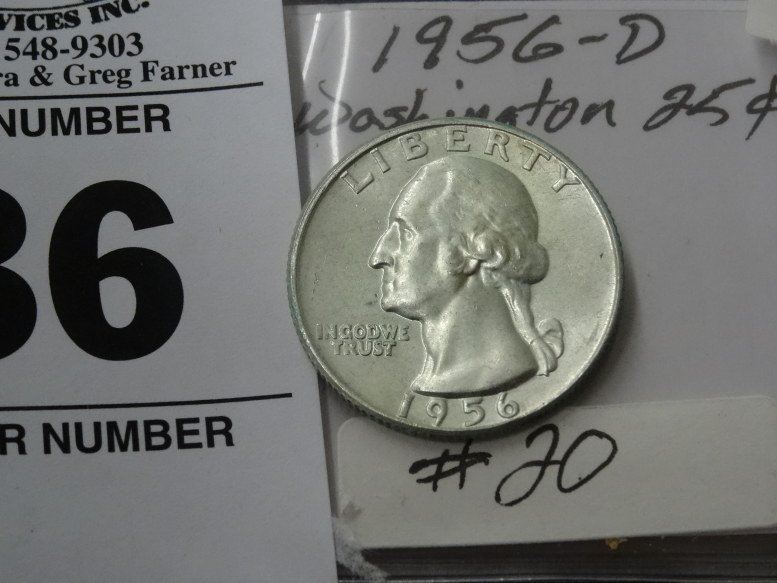 VICES INC.
548-9303
ra & Greg Farner
NUMBER
36
R NUMBER
1956-D
Washington 25¢
LIBERTY
IN GOD WE
TRUST
1956
# 20